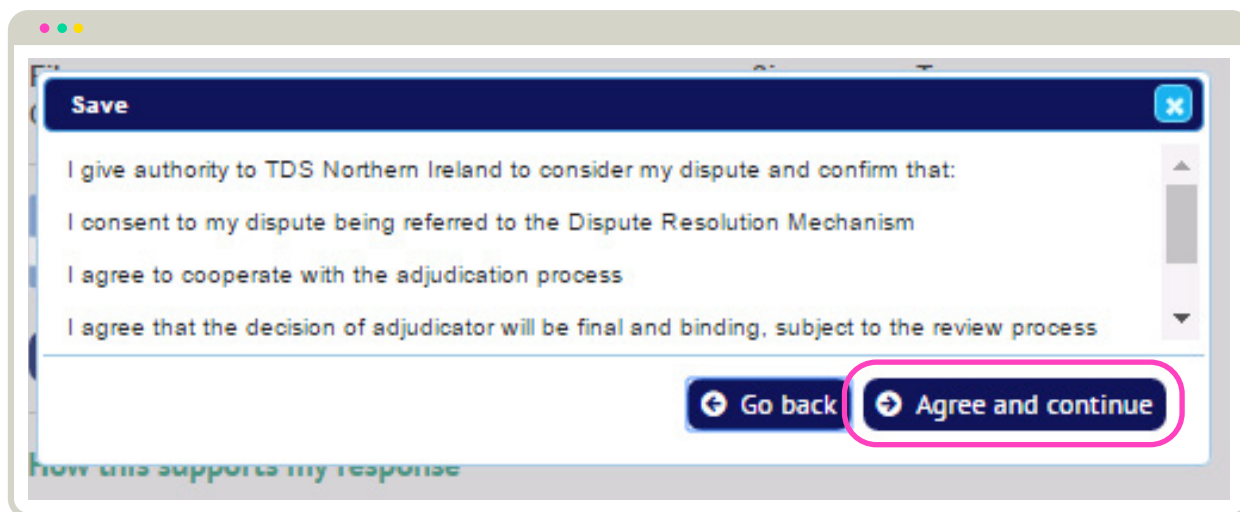 Save
I give authority to TDS Northern Ireland to consider my dispute and confirm that:
I consent to my dispute being referred to the Dispute Resolution Mechanism
I agree to cooperate with the adjudication process
I agree that the decision of adjudicator will be final and binding, subject to the review process
Go back
Agree and continue
How this supports my response